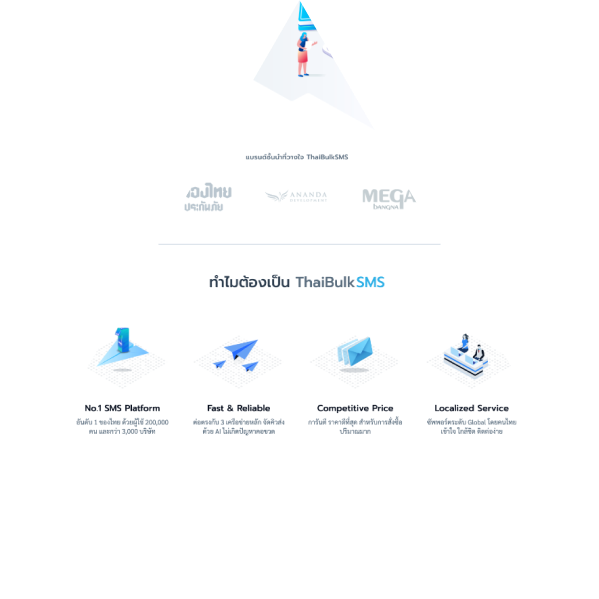 แบรนด์ชั้นนำที่วางใจ ThaiBulkSMS
เมืองไทย
ประกันภัย
ANANDA
DEVELOPMENT
MEGA
BANGNA
ทำไมต้องเป็น ThaiBulkSMS
No.1 SMS Platform
อันดับ 1 ของไทย ด้วยผู้ใช้ 200,000
คน และกว่า 3,000 บริษัท
Fast & Reliable
ต่อตรงกับ 3 เครือข่ายหลัก จัดคิวส่ง
ด้วย AI ไม่เกิดปัญหาคอขวด
Competitive Price
การันตี ราคาดีที่สุด สำหรับการสั่งซื้อ
ปริมาณมาก
Localized Service
ซัพพอร์ตระดับ Global โดยคนไทย
เข้าใจ ใกล้ชิด ติดต่อง่าย